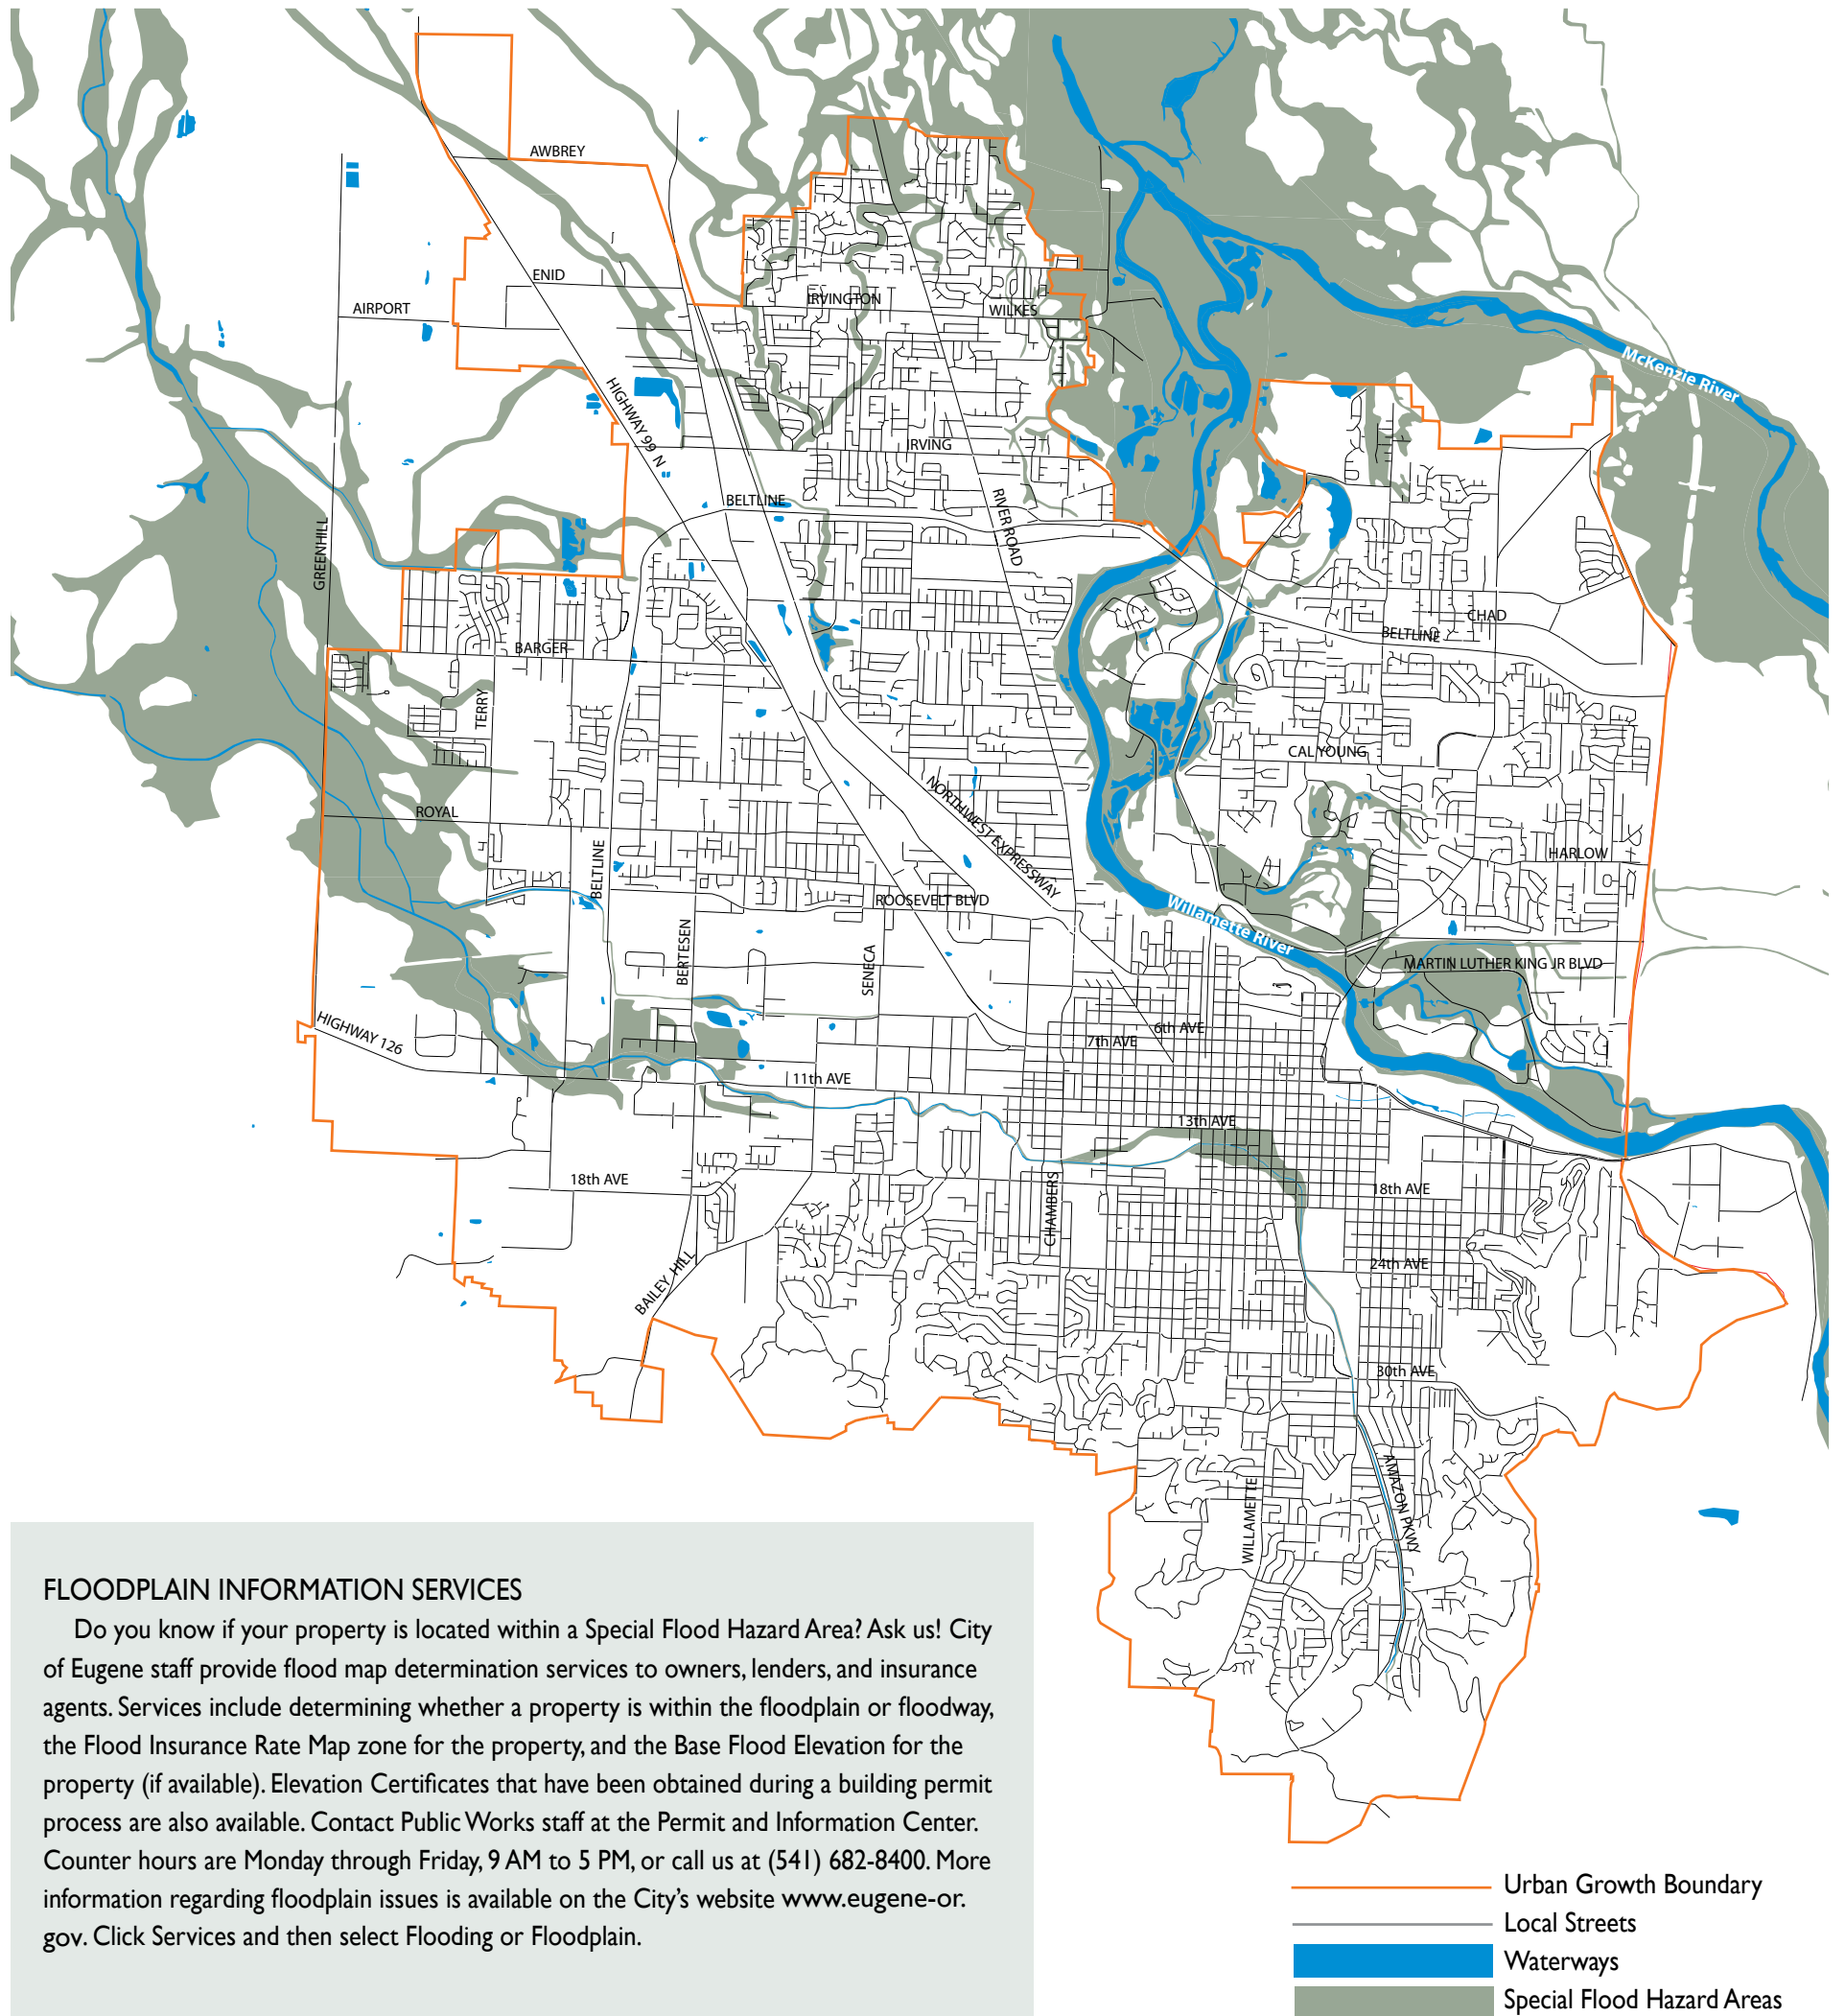 AWBREY
ENID
AIRPORT
IRVINGTON
WILKES
McKenzie River
HIGHWAY 99 N
IRVING
BELTLINE
RIVER ROAD
GREENHILL
CHAD
BELTLINE
BARGER
TERRY
CAL YOUNG
NORTHWEST EXPRESSWAY
ROYAL
HARLOW
BELTLINE
ROOSEVELT BLVD
Willamette River
BERTESEN
SENECA
MARTIN LUTHER KING JR BLVD
HIGHWAY 126
6th AVE
7th AVE
11th AVE
13th AVE
18th AVE
CHAMBERS
18th AVE
24th AVE
BAILEY HILL
30th AVE
WILLAMETTE
AMAZON PKWY
FLOODPLAIN INFORMATION SERVICES
Do you know if your property is located within a Special Flood Hazard Area? Ask us! City
of Eugene staff provide flood map determination services to owners, lenders, and insurance
agents. Services include determining whether a property is within the floodplain or floodway,
the Flood Insurance Rate Map zone for the property, and the Base Flood Elevation for the
property (if available). Elevation Certificates that have been obtained during a building permit
process are also available. Contact Public Works staff at the Permit and Information Center.
Counter hours are Monday through Friday, 9 AM to 5 PM, or call us at (541) 682-8400. More
information regarding floodplain issues is available on the City's website www.eugene-or.
gov. Click Services and then select Flooding or Floodplain.
Urban Growth Boundary
Local Streets
Waterways
Special Flood Hazard Areas